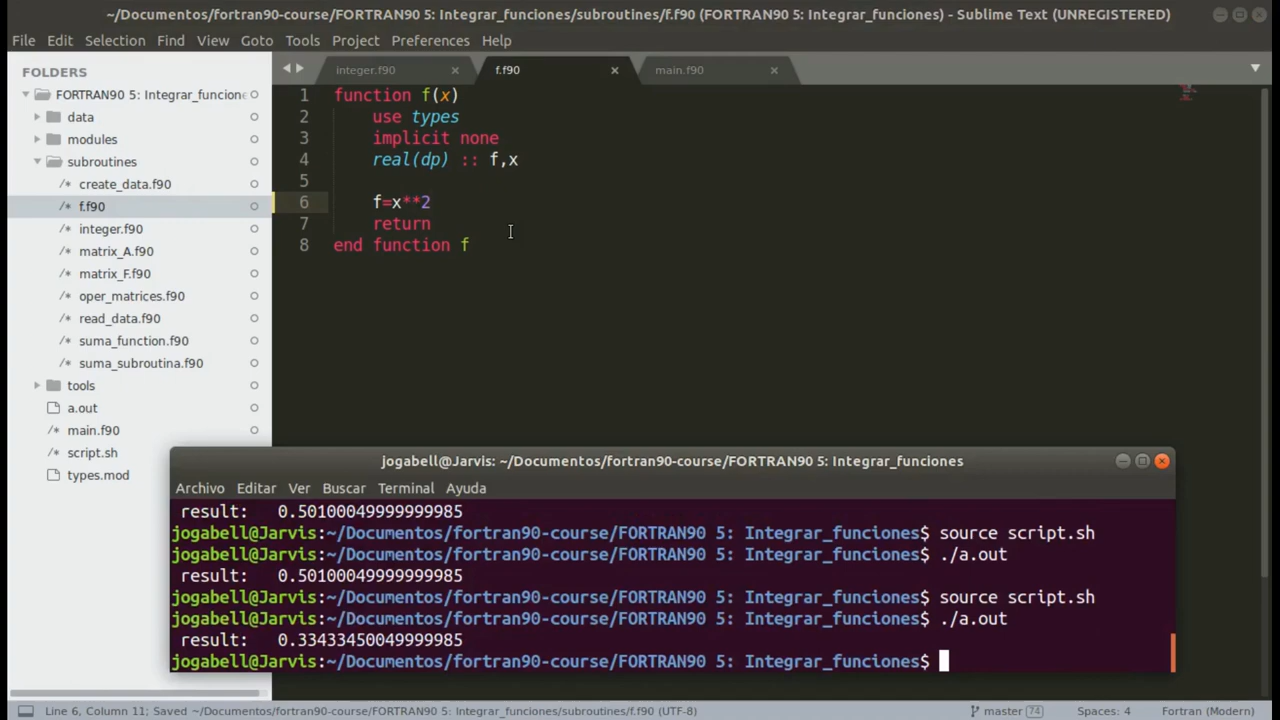 ~/Documentos/fortran90-course/FORTRAN90 5: Integrar_funciones/subroutines/f.f90 (FORTRAN90 5: Integrar_funciones) - Sublime Text (UNREGISTERED)
File Edit Selection Find View Goto Tools Project Preferences Help
FOLDERS
FORTRAN90 5: Integrar_funcione
data
modules
subroutines
/* create_data.f90
/* f.f90
/* integer.f90
/* matrix_A.f90
/* matrix_F.f90
/* oper_matrices.f90
/* read_data.f90
/* suma_function.f90
/* suma_subroutina.f90
tools
a.out
/* main.f90
/* script.sh
types.mod
integer.f90 f.f90 main.f90
1 function f(x)
2 use types
3 implicit none
4 real(dp) :: f,x
5
6 f=x**2
7 return
8 end function f
jogabell@Jarvis: ~/Documentos/fortran90-course/FORTRAN90 5: Integrar_funciones
Archivo Editar Ver Buscar Terminal Ayuda
result: 0.50100049999999985
jogabell@Jarvis:~/Documentos/fortran90-course/FORTRAN90 5: Integrar_funciones$ source script.sh
jogabell@Jarvis:~/Documentos/fortran90-course/FORTRAN90 5: Integrar_funciones$ ./a.out
result: 0.50100049999999985
jogabell@Jarvis:~/Documentos/fortran90-course/FORTRAN90 5: Integrar_funciones$ source script.sh
jogabell@Jarvis:~/Documentos/fortran90-course/FORTRAN90 5: Integrar_funciones$ ./a.out
result: 0.33433450049999985
jogabell@Jarvis:~/Documentos/fortran90-course/FORTRAN90 5: Integrar_funciones$
Line 6, Column 11; Saved ~/Documentos/fortran90-course/FORTRAN90 5: Integrar_funciones/subroutines/f.f90 (UTF-8) master 74 Spaces: 4 Fortran (Modern)